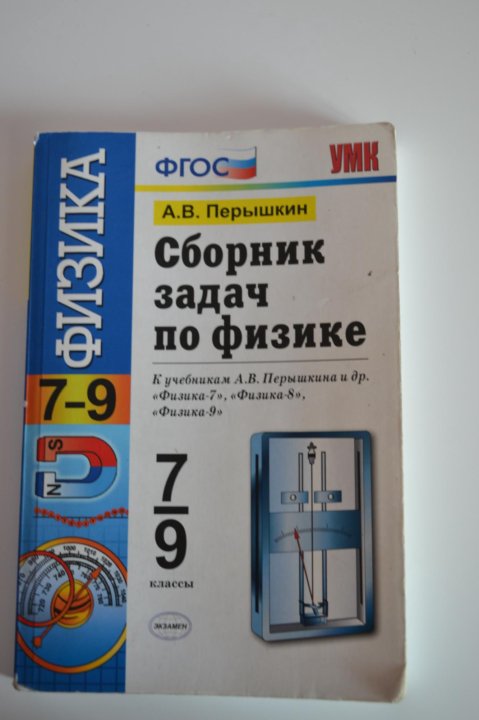 ФИЗИКА
7-9
ФГОС
УМК
А.В. Перышкин
Сборник
задач
по физике
К учебникам А.В. Перышкина и др.
«Физика-7», «Физика-8»,
«Физика-9»
7
9
классы
ЭКЗАМЕН
S
N